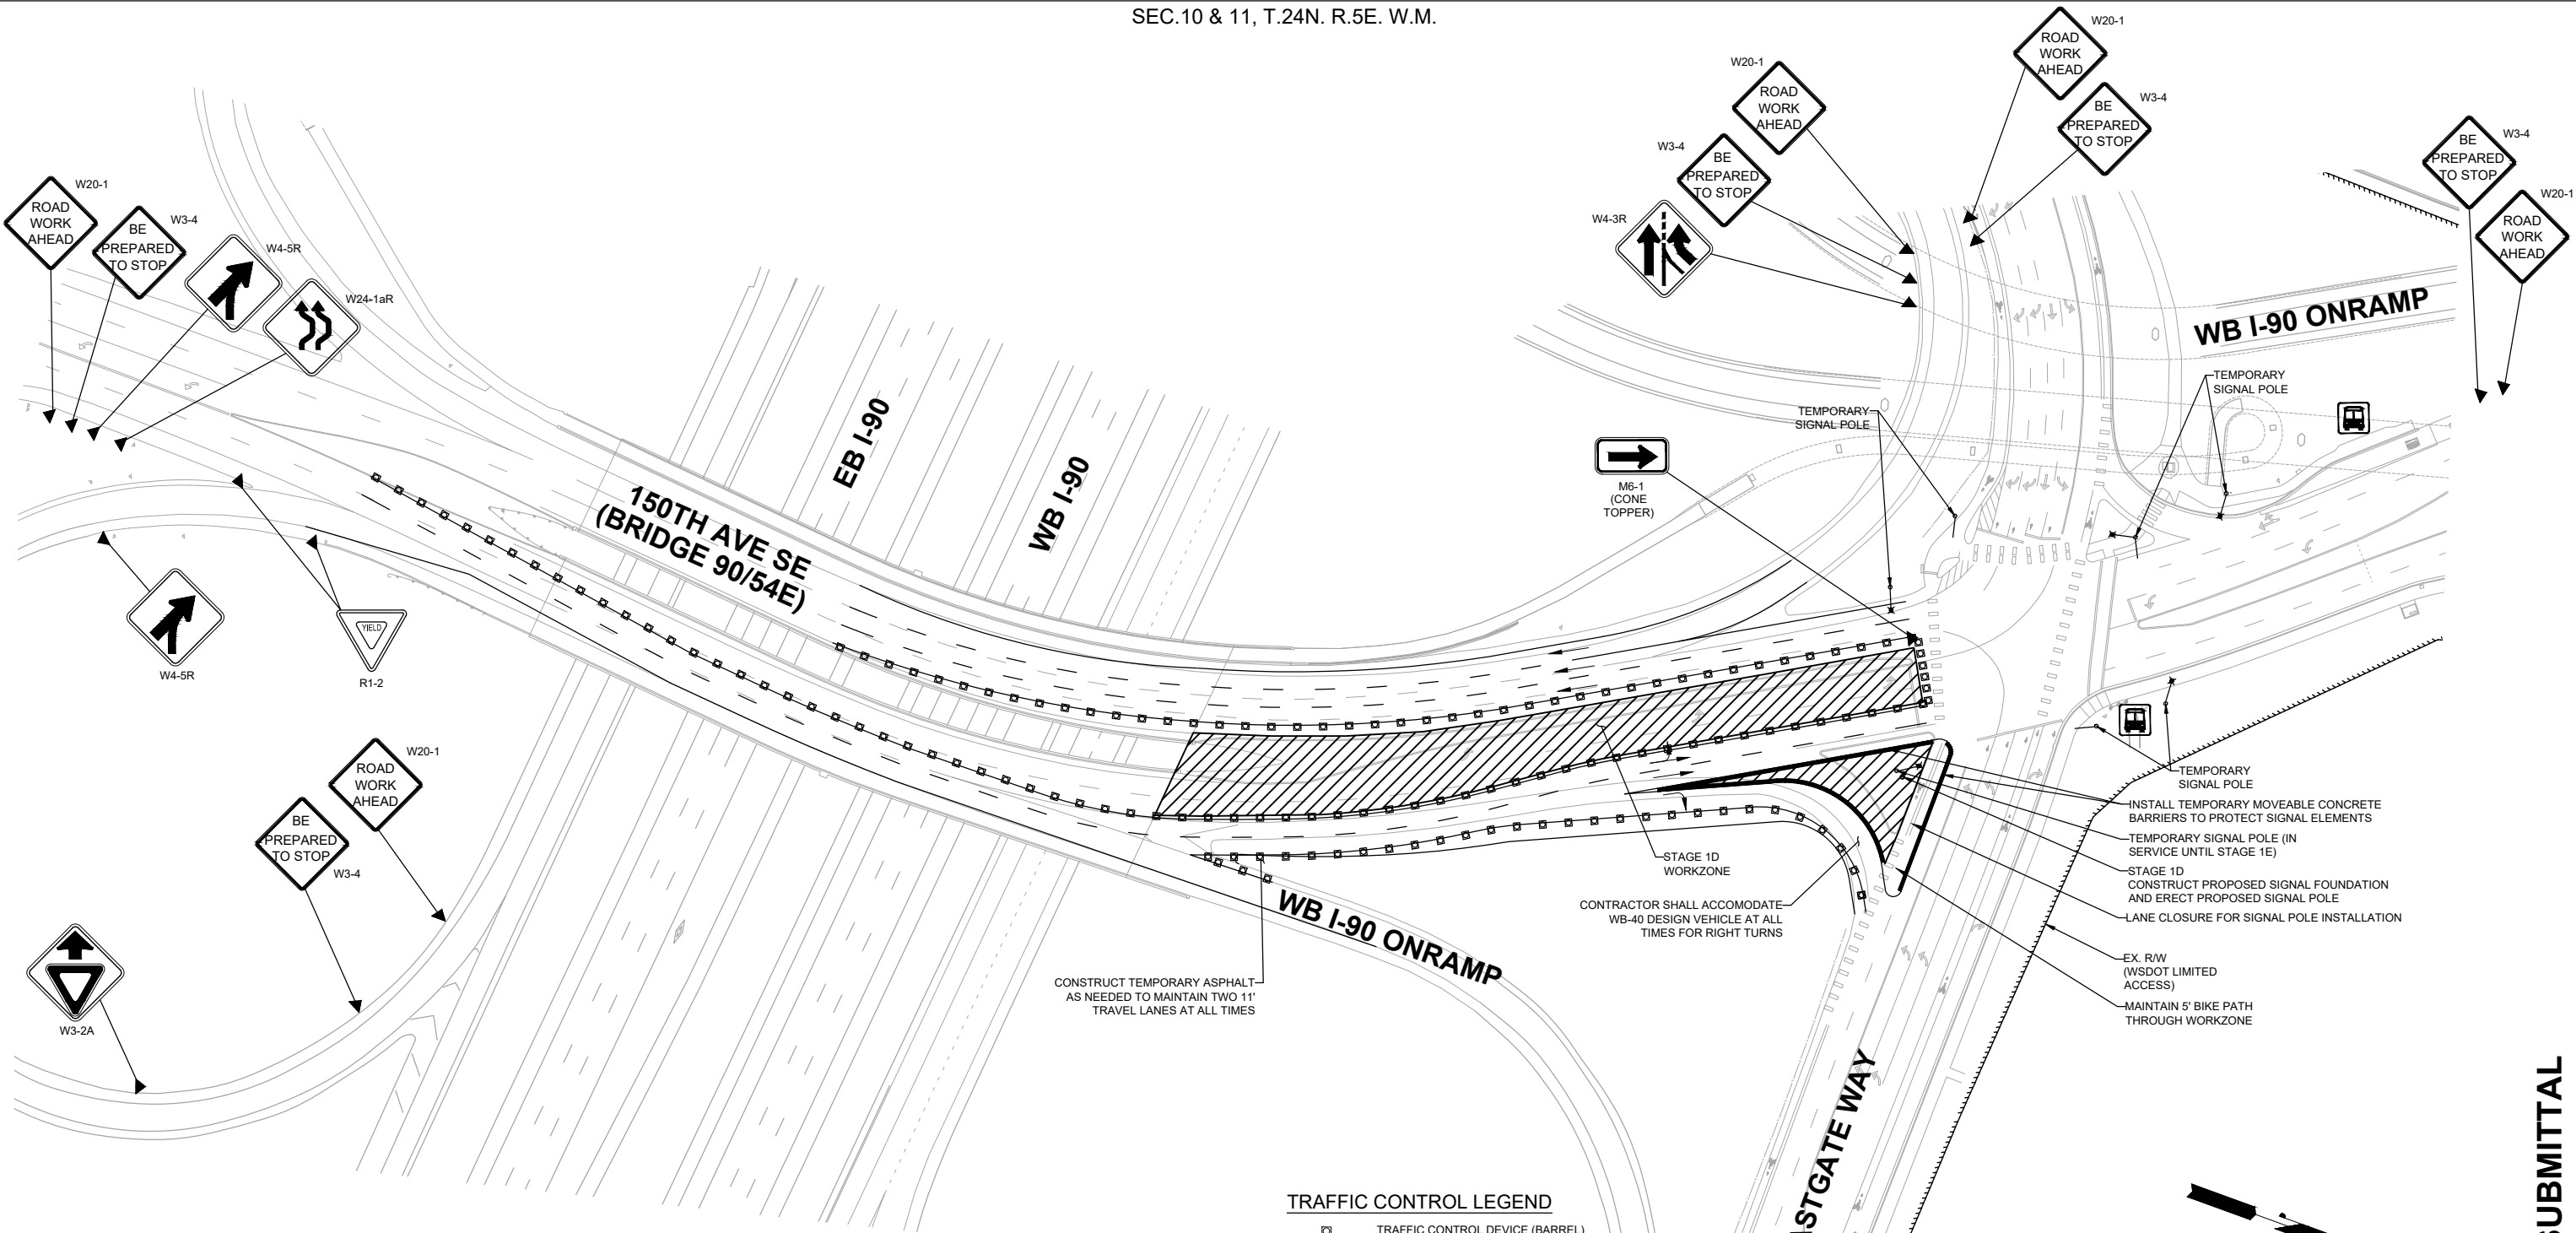 SEC.10 & 11, T.24N. R.5E. W.M.
W20-1
ROAD
WORK
AHEAD
W3-4
BE
PREPARED
TO STOP
W4-5R
W24-1aR
W20-1
ROAD
WORK
AHEAD
W3-4
BE
PREPARED
TO STOP
W4-3R
W20-1
ROAD
WORK
AHEAD
W3-4
BE
PREPARED
TO STOP
W3-4
BE
PREPARED
TO STOP
W20-1
ROAD
WORK
AHEAD
WB I-90 ONRAMP
TEMPORARY
SIGNAL POLE
TEMPORARY
SIGNAL POLE
M6-1
(CONE
TOPPER)
EB I-90
WB I-90
150TH AVE SE
(BRIDGE 90/54E)
W4-5R
YIELD
R1-2
W20-1
ROAD
WORK
AHEAD
BE
PREPARED
TO STOP
W3-4
W3-2A
STAGE 1D
WORKZONE
CONTRACTOR SHALL ACCOMODATE
WB-40 DESIGN VEHICLE AT ALL
TIMES FOR RIGHT TURNS
WB I-90 ONRAMP
CONSTRUCT TEMPORARY ASPHALT
AS NEEDED TO MAINTAIN TWO 11'
TRAVEL LANES AT ALL TIMES
TEMPORARY
SIGNAL POLE
INSTALL TEMPORARY MOVEABLE CONCRETE
BARRIERS TO PROTECT SIGNAL ELEMENTS
TEMPORARY SIGNAL POLE (IN
SERVICE UNTIL STAGE 1E)
STAGE 1D
CONSTRUCT PROPOSED SIGNAL FOUNDATION
AND ERECT PROPOSED SIGNAL POLE
LANE CLOSURE FOR SIGNAL POLE INSTALLATION
EX. R/W
(WSDOT LIMITED
ACCESS)
MAINTAIN 5' BIKE PATH
THROUGH WORKZONE
STGATE WAY
SUBMITTAL
TRAFFIC CONTROL LEGEND
TRAFFIC CONTROL DEVICE (BARREL)